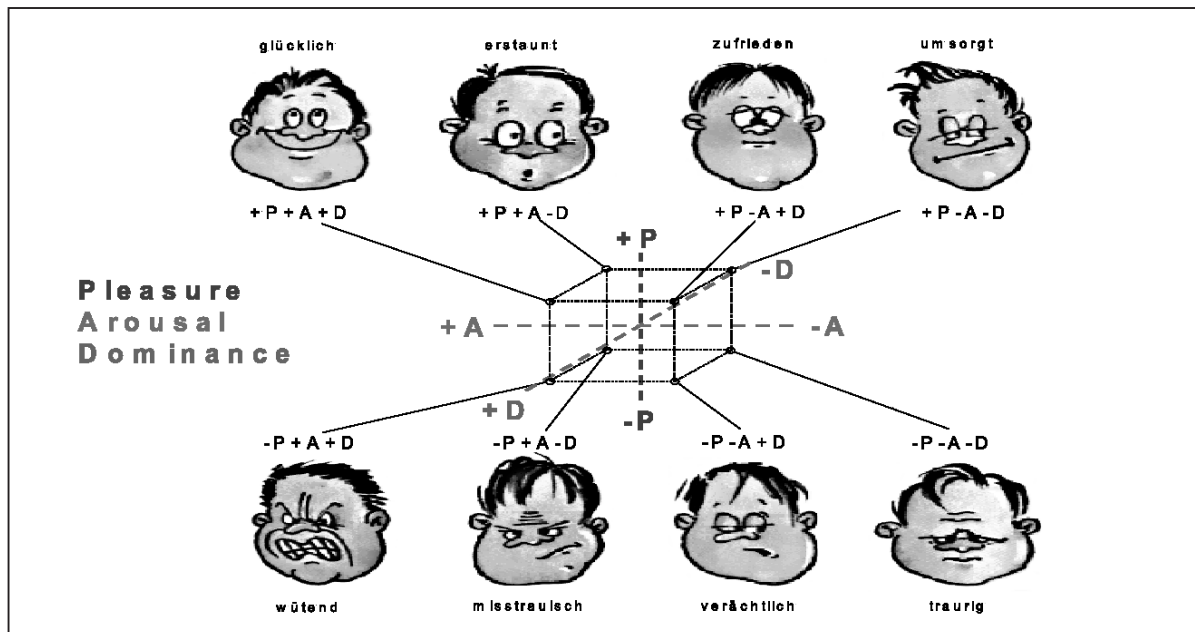 glücklich erstaunt zufrieden umsorgt
+P+A+D +P+A-D +P-A+D +P-A-D
+P
-D
Pleasure
Arousal
Dominance
+A -A
+D
-P
-P+A+D -P+A-D -P-A+D -P-A-D
wütend misstrauisch verächtlich traurig